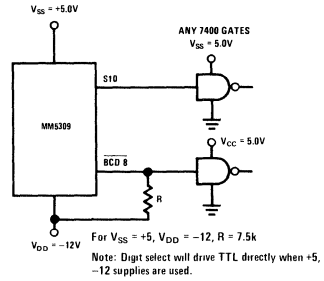 VSS = +5.0V
ANY 7400 GATES
VSS = 5.0V
S10
MM5309
VCC = 5.0V
BCD 8
R
VDD = −12V
For VSS = +5, VDD = −12, R = 7.5k
Note: Digit select will drive TTL directly when +5,
−12 supplies are used.